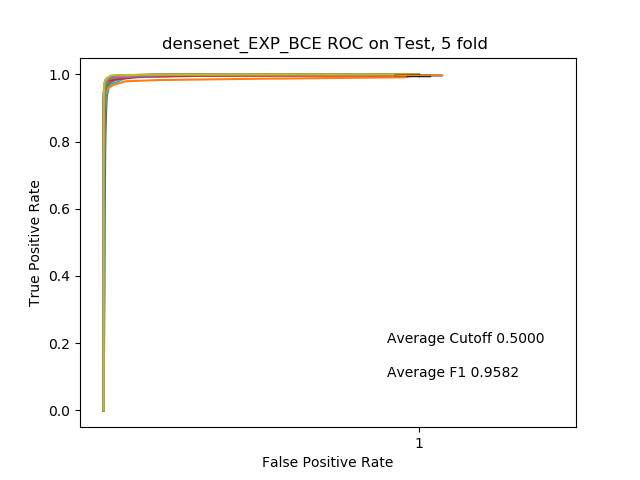 densenet_EXP_BCE ROC on Test, 5 fold
1.0
0.8
0.6
0.4
0.2
0.0
True Positive Rate
Average Cutoff 0.5000
Average F1 0.9582
1
False Positive Rate